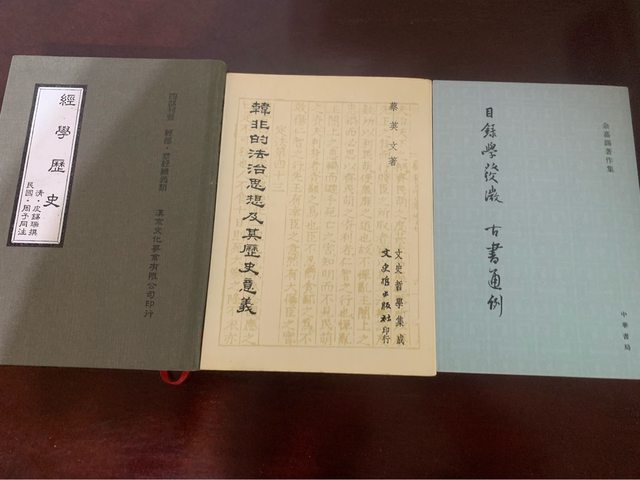 經學歷史
清·皮錫瑞撰
民國·周予同注
四部刊要 經部·羣經總義類
漢京文化事業有限公司印行
蔡英文著
韓非的法治思想及其歷史意義
文史哲學集成
文史哲出版社印行
余嘉錫著作集
目録學發微 古書通例
中華書局